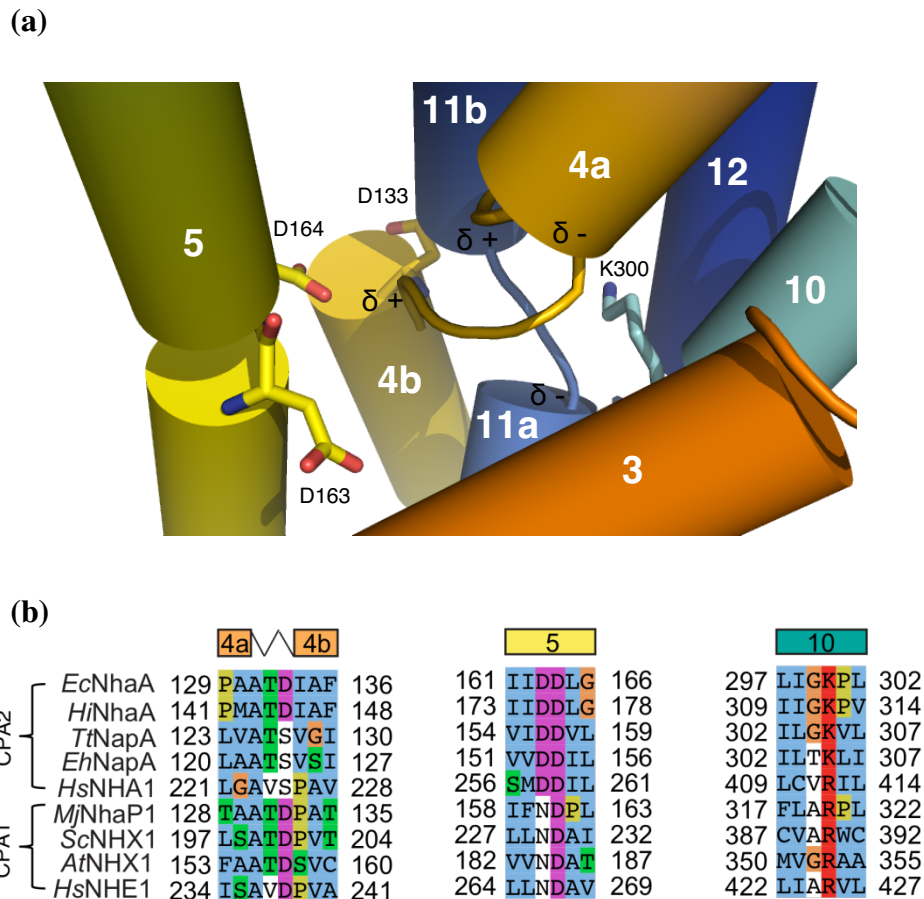 (a)
11b
4a
12
D133
D164
5
δ +
δ -
K300
10
δ +
4b
δ -
11a
3
D163
(b)
4a 4b 5 10
EcNhaA 129 PAATDIAF 136 161 IIDDLG 166 297 LIGKPL 302
HiNhaA 141 PMATDIAF 148 173 IIDDLG 178 309 IIGKPV 314
TtNapA 123 LVATSVGI 130 154 VIDDVL 159 302 ILGKVL 307
EhNapA 120 LAATSVSI 127 151 VVDDIL 156 302 ILTKLI 307
HsNHA1 221 LGAVSPAV 228 256 SMDDIL 261 409 LCVRIL 414
MjNhaP1 128 TAATDPAT 135 158 IFNDPL 163 317 FLARPL 322
ScNHX1 197 LSATDPVT 204 227 LLNDAI 232 387 CVARWC 392
AtNHX1 153 FAATDSVC 160 182 VVNDAT 187 350 MVGRAA 355
HsNHE1 234 ISAVDPVA 241 264 LLNDAV 269 422 LIARVL 427
CPA2
CPA1